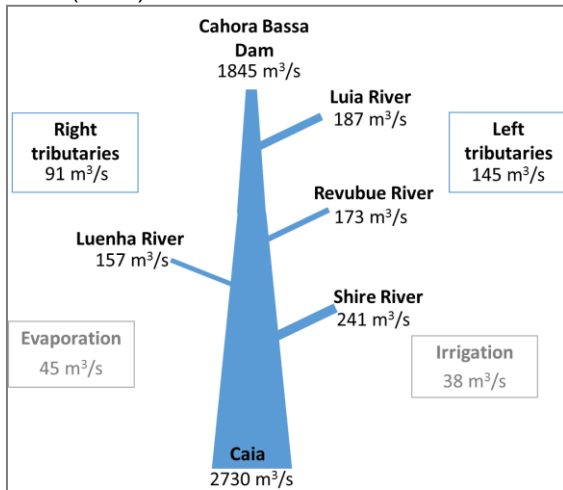 Cahora Bassa
Dam
1845 m³/s
Luia River
187 m³/s
Right
tributaries
91 m³/s
Left
tributaries
145 m³/s
Revubue River
173 m³/s
Luenha River
157 m³/s
Shire River
241 m³/s
Evaporation
45 m³/s
Irrigation
38 m³/s
Caia
2730 m³/s